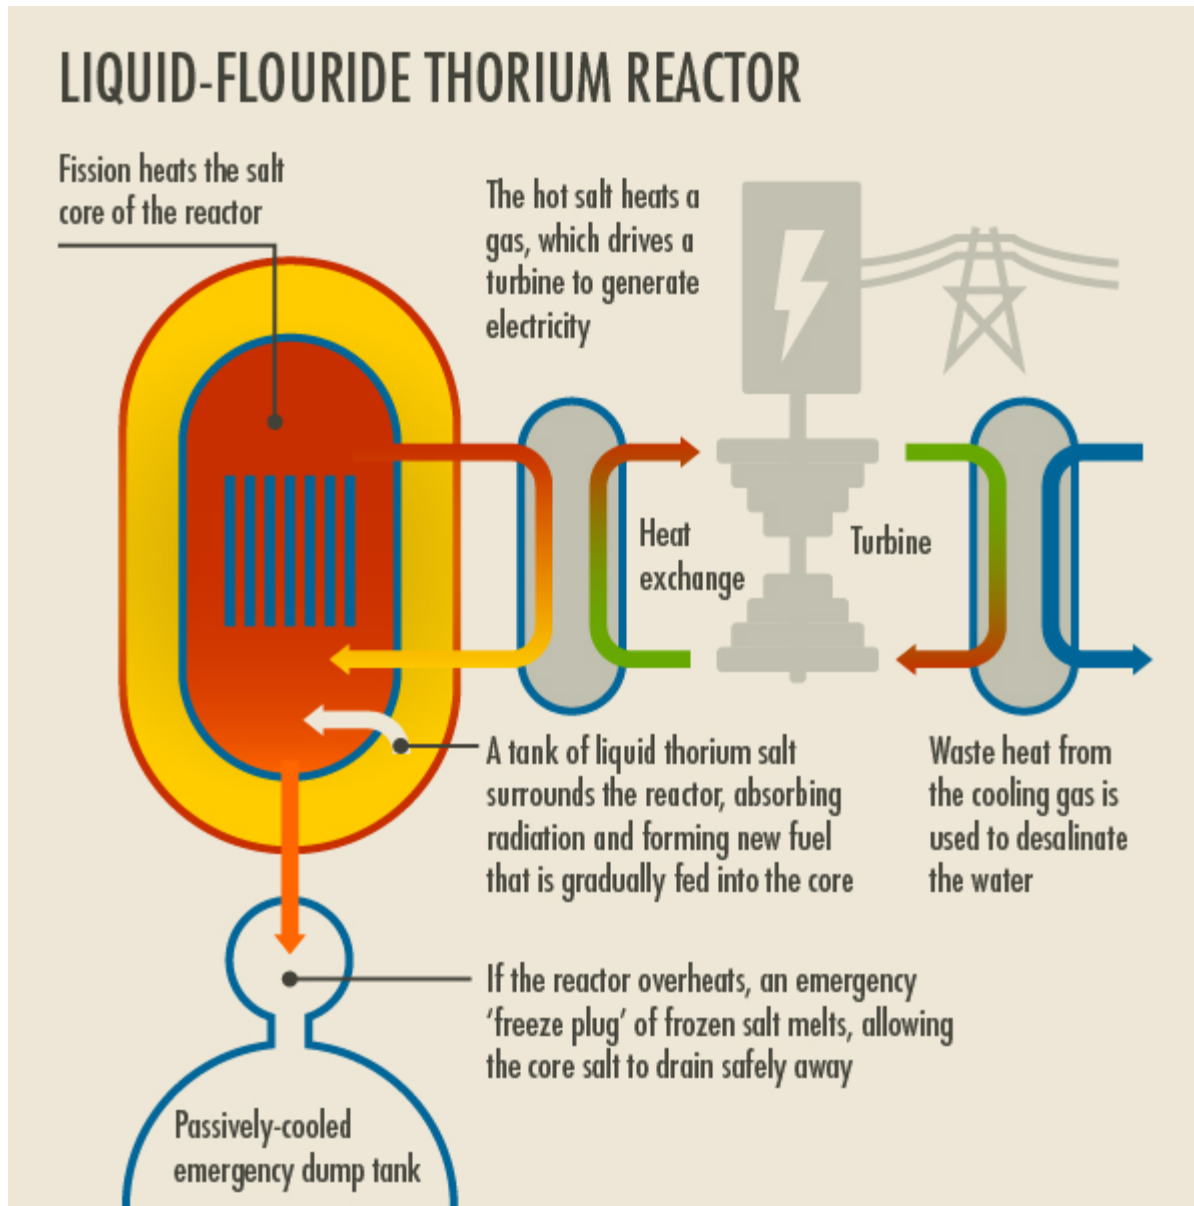 LIQUID-FLOURIDE THORIUM REACTOR
Fission heats the salt
core of the reactor
The hot salt heats a
gas, which drives a
turbine to generate
electricity
Heat
exchange
Turbine
A tank of liquid thorium salt
surrounds the reactor, absorbing
radiation and forming new fuel
that is gradually fed into the core
Waste heat from
the cooling gas is
used to desalinate
the water
If the reactor overheats, an emergency
‘freeze plug’ of frozen salt melts, allowing
the core salt to drain safely away
Passively-cooled
emergency dump tank